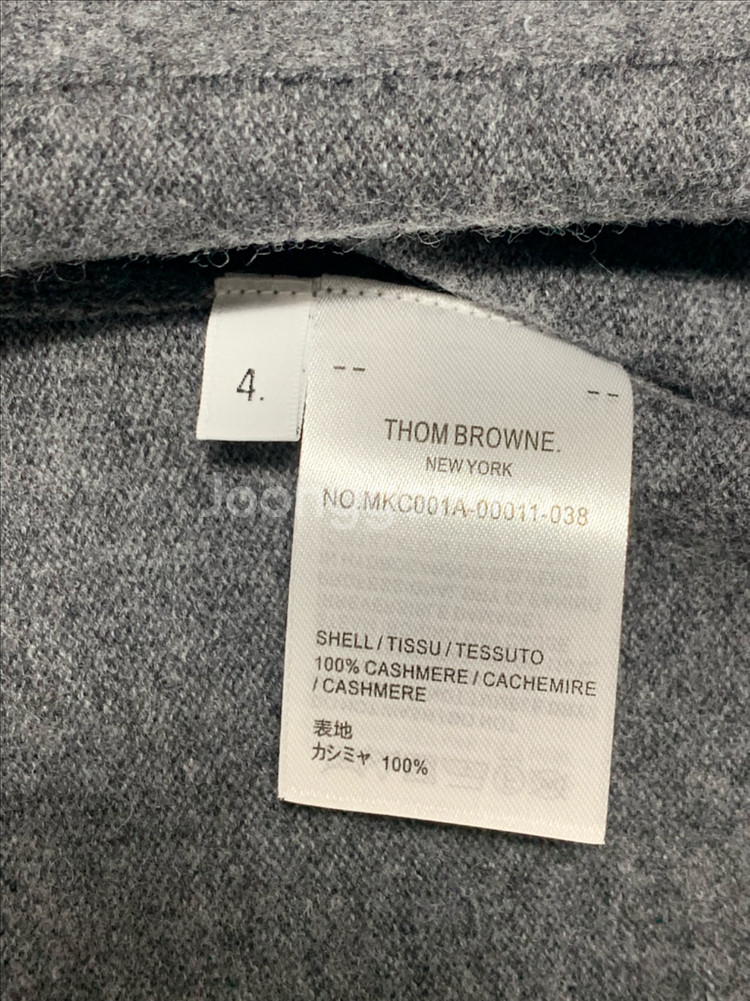 4.
THOM BROWNE.
NEW YORK
NO.MKC001A-00011-038
SHELL / TISSU / TESSUTO
100% CASHMERE / CACHEMIRE
/ CASHMERE
表地
カシミヤ 100%